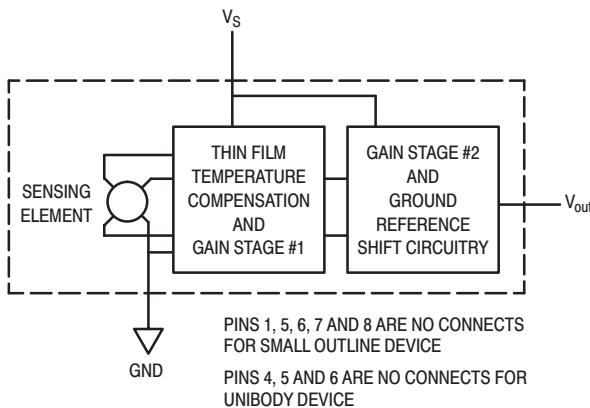 VS
THIN FILM
TEMPERATURE
COMPENSATION
AND
GAIN STAGE #1
GAIN STAGE #2
AND
GROUND
REFERENCE
SHIFT CIRCUITRY
SENSING
ELEMENT
Vout
GND
PINS 1, 5, 6, 7 AND 8 ARE NO CONNECTS
FOR SMALL OUTLINE DEVICE
PINS 4, 5 AND 6 ARE NO CONNECTS FOR
UNIBODY DEVICE